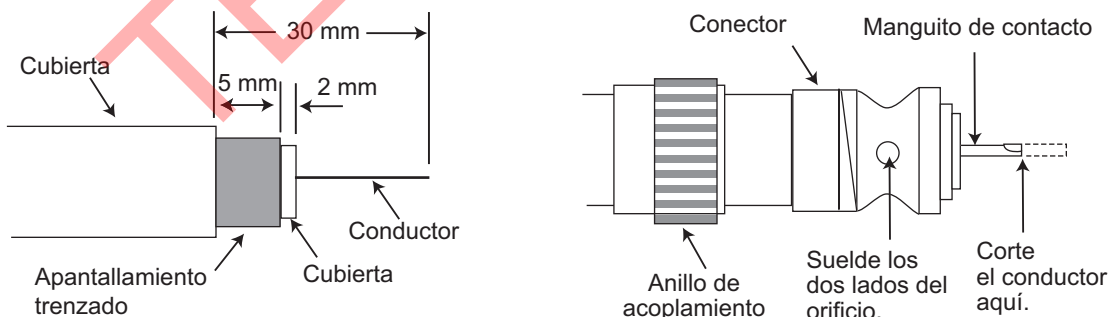 30 mm
Cubierta
5 mm
2 mm
Conductor
Cubierta
Apantallamiento
trenzado
Conector
Manguito de contacto
Anillo de
acoplamiento
Suelde los
dos lados del
orificio.
Corte
el conductor
aquí.